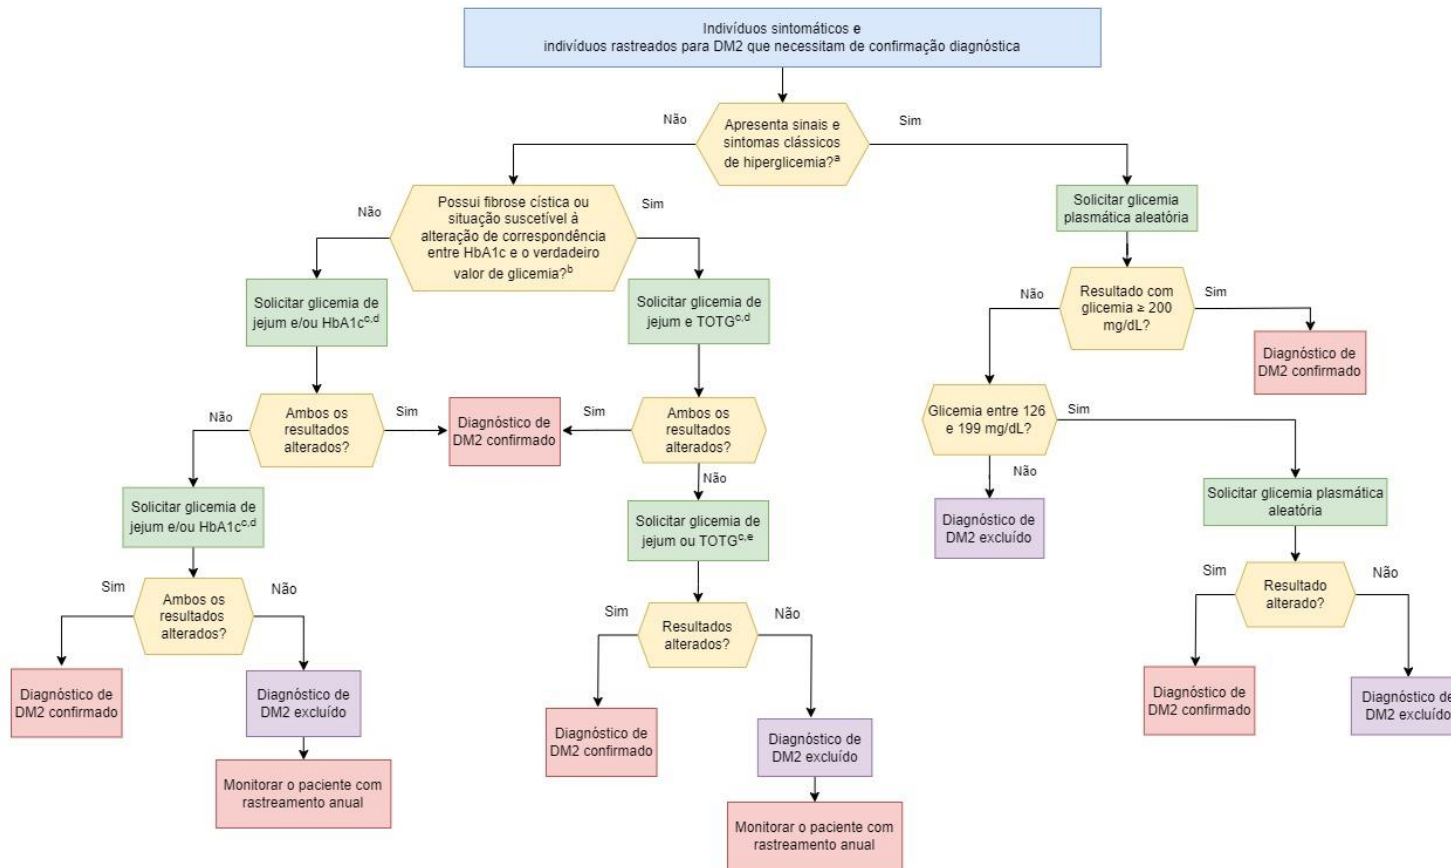 Indivíduos sintomáticos e
indivíduos rastreados para DM2 que necessitam de confirmação diagnóstica
Não
Apresenta sinais e
sintomas clássicos
de hiperglicemia?a
Sim
Não
Possui fibrose cística ou
situação suscetível à
alteração de correspondência
entre HbA1c e o verdadeiro
valor de glicemia?b
Sim
Solicitar glicemia
plasmática aleatória
Solicitar glicemia de
jejum e/ou HbA1cc,d
Solicitar glicemia de
jejum e TOTGc,d
Não
Resultado com
glicemia ≥ 200
mg/dL?
Sim
Diagnóstico de
DM2 confirmado
Não
Ambos os
resultados
alterados?
Sim
Diagnóstico de
DM2 confirmado
Sim
Ambos os
resultados
alterados?
Glicemia entre 126
e 199 mg/dL?
Sim
Não
Não
Solicitar glicemia de
jejum e/ou HbA1cc,d
Solicitar glicemia de
jejum ou TOTGc,e
Diagnóstico de
DM2 excluído
Solicitar glicemia plasmática
aleatória
Sim
Ambos os
resultados
alterados?
Não
Sim
Resultados
alterados?
Não
Sim
Resultado
alterado?
Não
Diagnóstico de
DM2 confirmado
Diagnóstico de
DM2 excluído
Diagnóstico de
DM2 confirmado
Diagnóstico de
DM2 excluído
Diagnóstico de
DM2 confirmado
Diagnóstico de
DM2 excluído
Monitorar o paciente com
rastreamento anual
Monitorar o paciente com
rastreamento anual